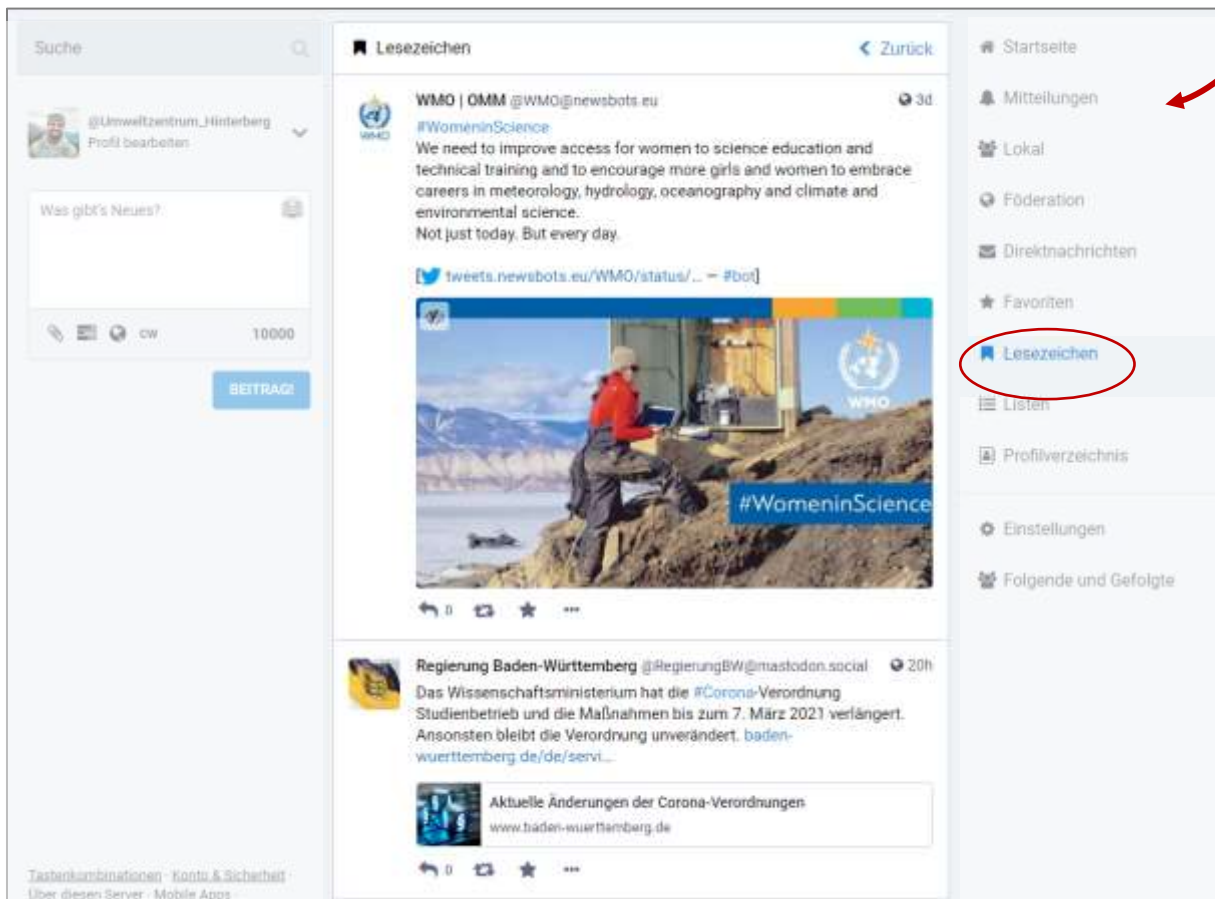 Suche
@Umweltzentrum_Hinterberg
Profil bearbeiten
Was gibt's Neues?
CW 10000
BEITRAG!
Tastenkombinationen · Konto & Sicherheit ·
Über diesen Server · Mobile Apps ·
Lesezeichen
Zurück
WMO | OMM @WMO@newsbots.eu 3d
#WomeninScience
We need to improve access for women to science education and
technical training and to encourage more girls and women to embrace
careers in meteorology, hydrology, oceanography and climate and
environmental science.
Not just today. But every day.
[ tweets.newsbots.eu/WMO/status/... — #bot]
WMO
WMO
#WomeninScience
0
Regierung Baden-Württemberg @RegierungBW@mastodon.social 20h
Das Wissenschaftsministerium hat die #Corona-Verordnung
Studienbetrieb und die Maßnahmen bis zum 7. März 2021 verlängert.
Ansonsten bleibt die Verordnung unverändert. baden-
wuerttemberg.de/de/servi...
Aktuelle Änderungen der Corona-Verordnungen
www.baden-wuerttemberg.de
0
Startseite
Mitteilungen
Lokal
Föderation
Direktnachrichten
Favoriten
Lesezeichen
Listen
Profilverzeichnis
Einstellungen
Folgende und Gefolgte